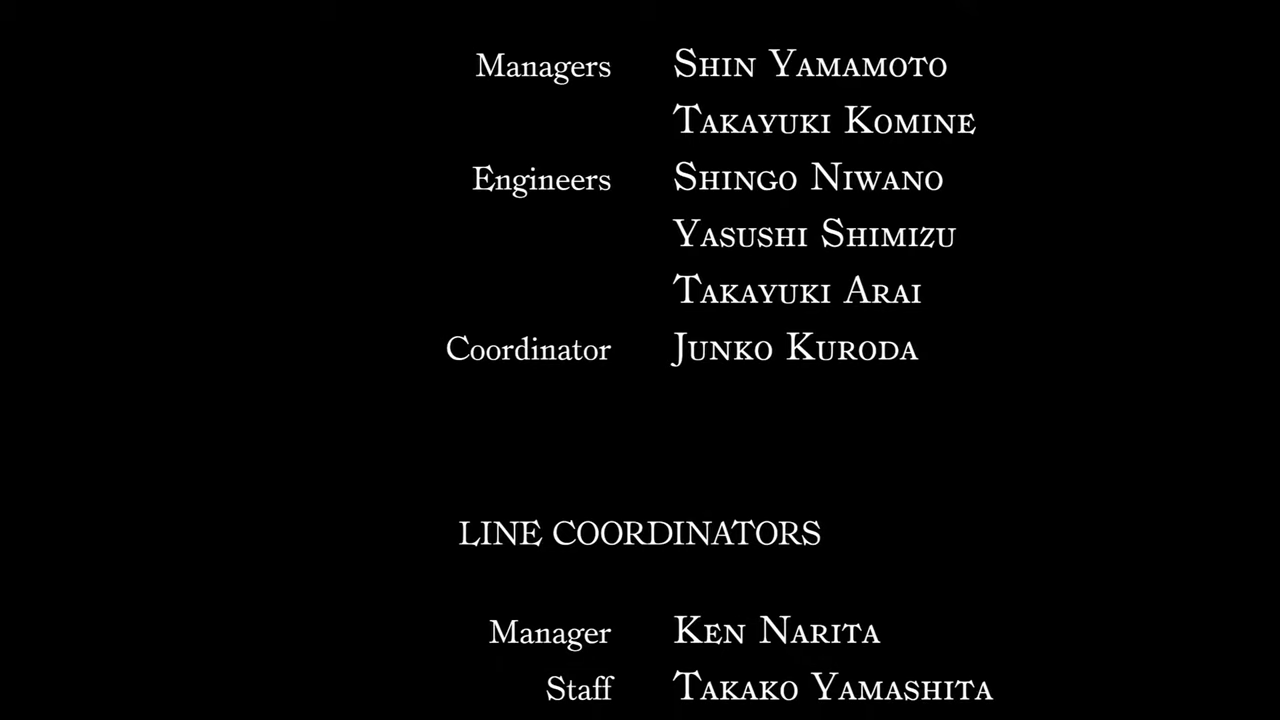 Managers SHIN YAMAMOTO
TAKAYUKI KOMINE
Engineers SHINGO NIWANO
YASUSHI SHIMIZU
TAKAYUKI ARAI
Coordinator JUNKO KURODA
LINE COORDINATORS
Manager KEN NARITA
Staff TAKAKO YAMASHITA